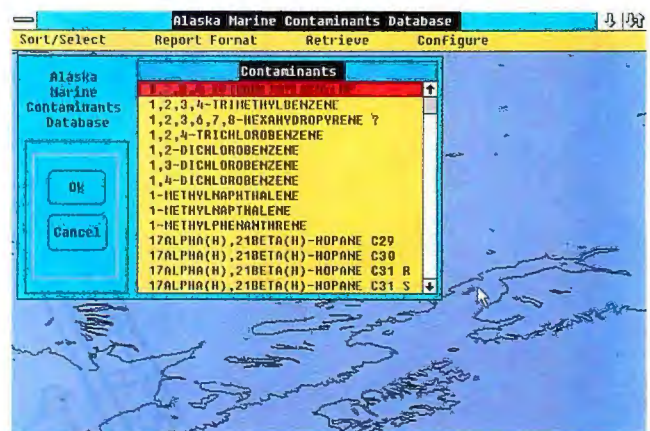 Alaska Marine Contaminants Database
Sort/Select Report Format Retrieve Configure
Alaska
Marine
Contaminants
Database
Ok
Cancel
Contaminants
1,2,3,4-TRIMETHYLBENZENE
1,2,3,6,7,8-HEXAHYDROPYRENE ?
1,2,4-TRICHLOROBENZENE
1,2-DICHLOROBENZENE
1,3-DICHLOROBENZENE
1,4-DICHLOROBENZENE
1-METHYLNAPHTHALENE
1-METHYLNAPTHALENE
1-METHYLPHENANTHRENE
17ALPHA(H),21BETA(H)-HOPANE C29
17ALPHA(H),21BETA(H)-HOPANE C30
17ALPHA(H),21BETA(H)-HOPANE C31 R
17ALPHA(H),21BETA(H)-HOPANE C31 S